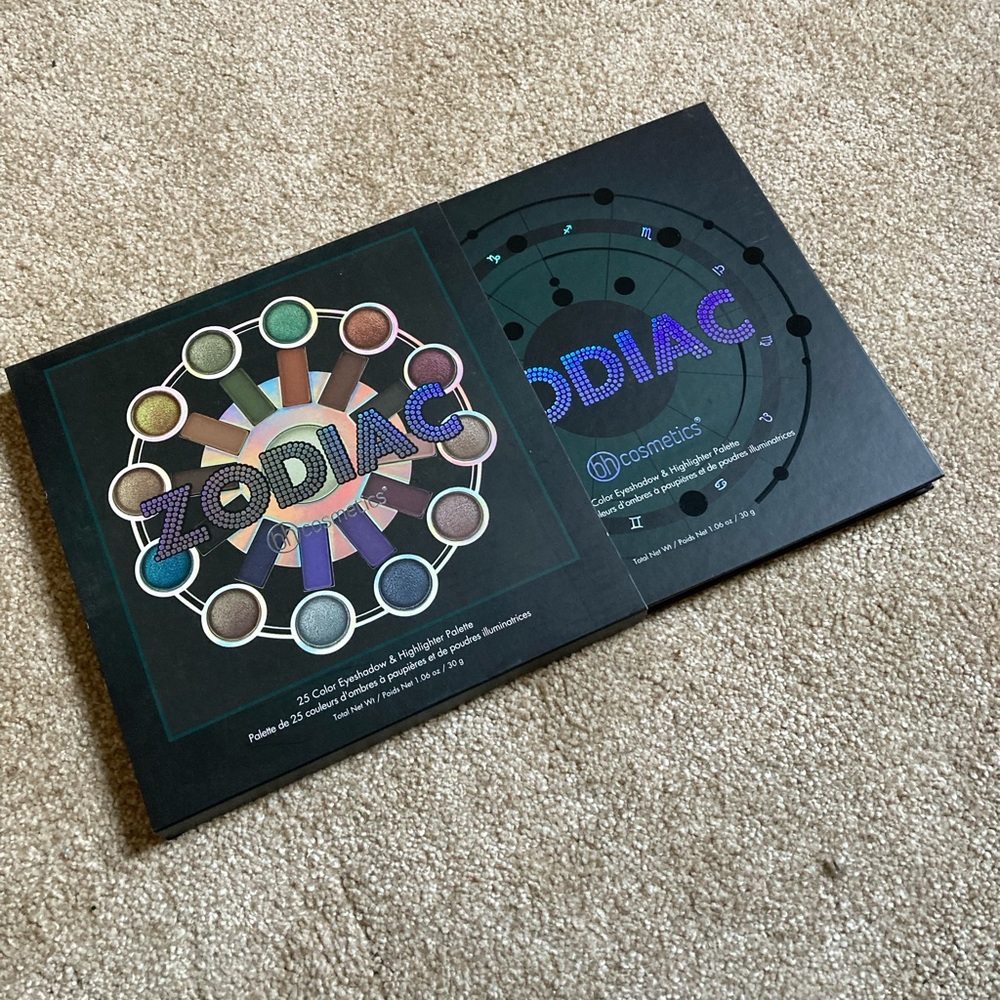 ZODIAC
bh cosmetics®
25 Color Eyeshadow & Highlighter Palette
Palette de 25 couleurs d'ombres à paupières et de poudres illuminatrices
Total Net Wt / Poids Net 1.06 oz / 30 g
♑ ♐ ♏ ♎ ♍ ♌ ♋ ♊
ODIAC
bh cosmetics®
Color Eyeshadow & Highlighter Palette
couleurs d'ombres à paupières et de poudres illuminatrices
Total Net Wt / Poids Net 1.06 oz / 30 g